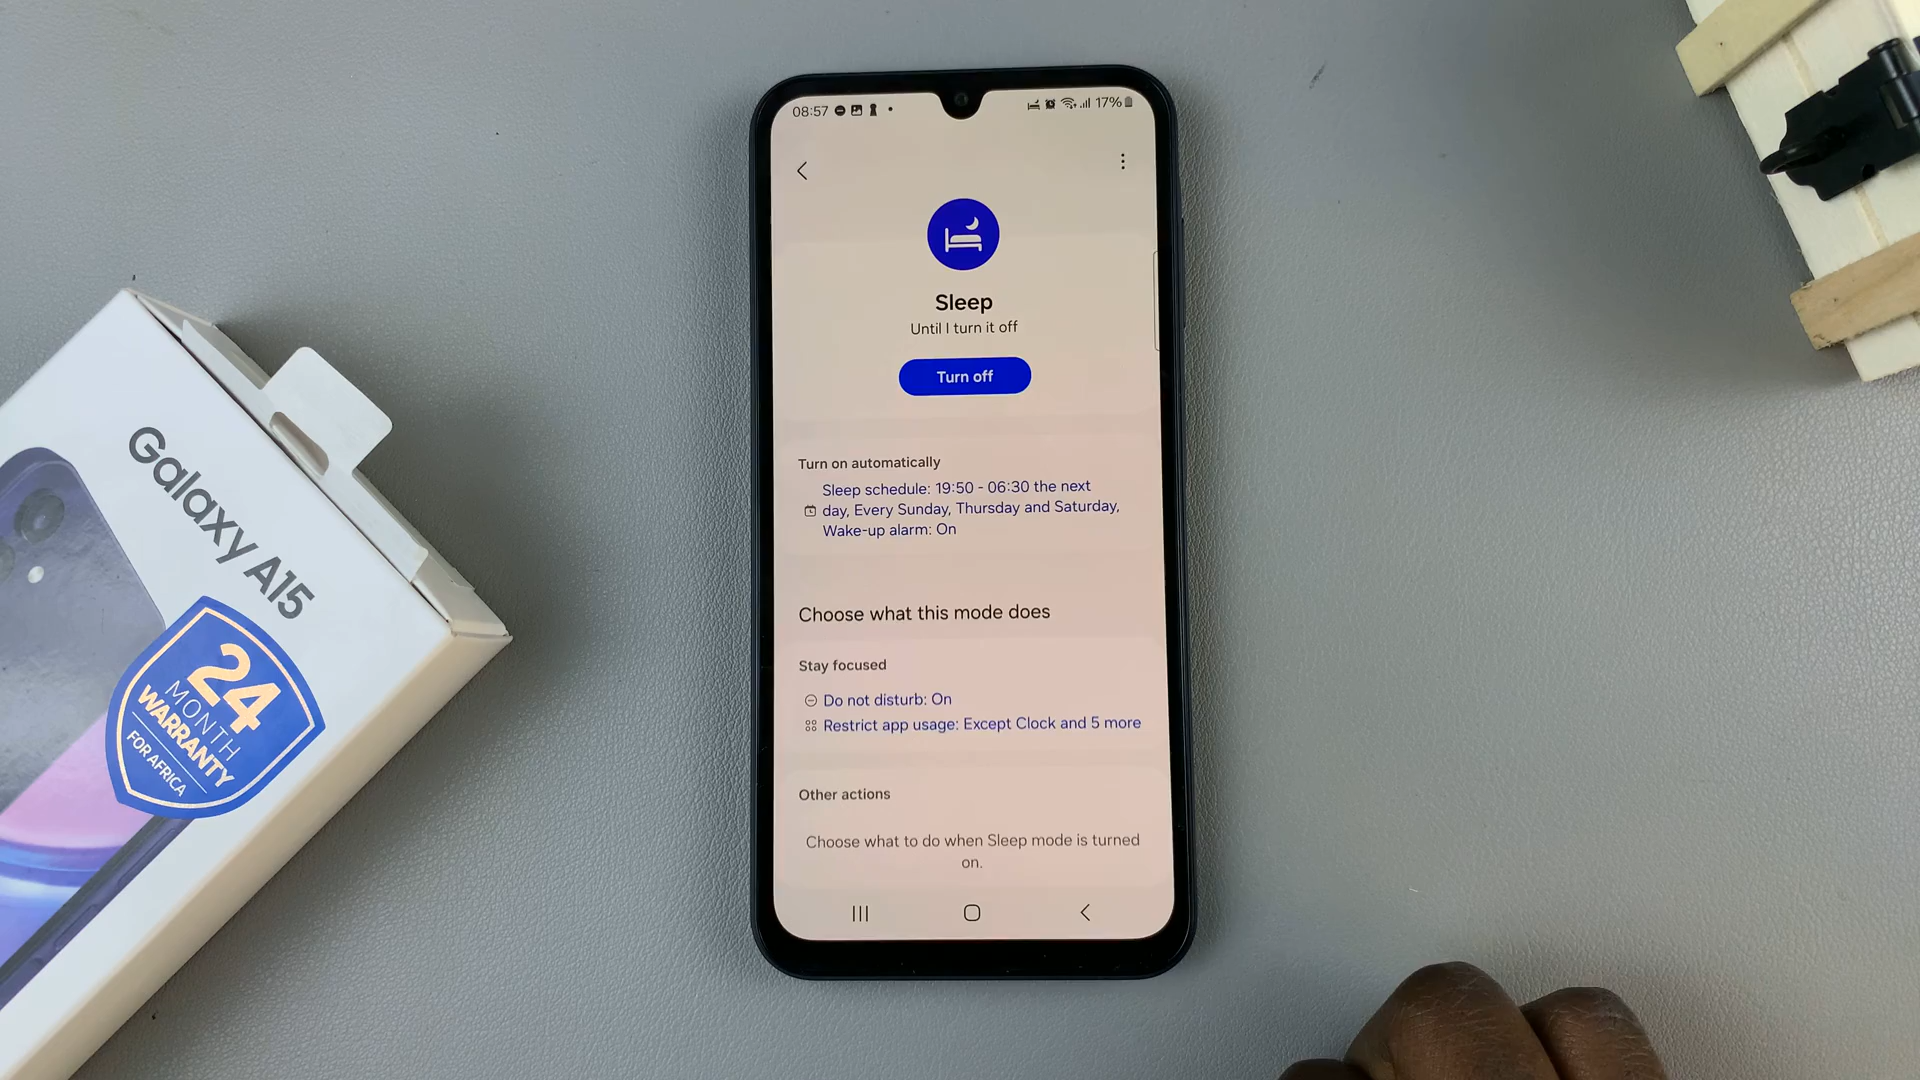 08:57
17%
Sleep
Until I turn it off
Turn off
Turn on automatically
Sleep schedule: 19:50 - 06:30 the next
day, Every Sunday, Thursday and Saturday,
Wake-up alarm: On
Choose what this mode does
Stay focused
Do not disturb: On
Restrict app usage: Except Clock and 5 more
Other actions
Choose what to do when Sleep mode is turned
on.
Galaxy A15
24
MONTH
WARRANTY
FOR AFRICA